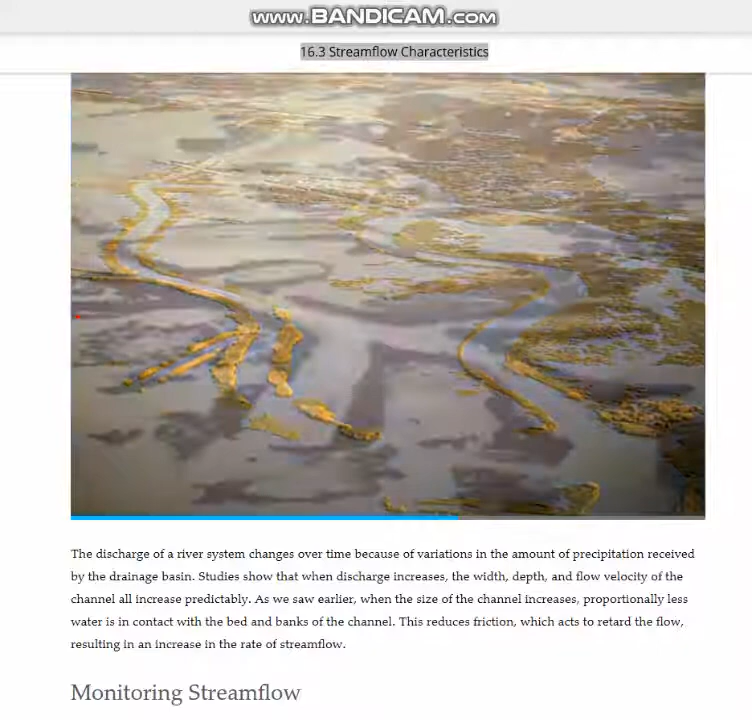 www.BANDICAM.com
16.3 Streamflow Characteristics
The discharge of a river system changes over time because of variations in the amount of precipitation received
by the drainage basin. Studies show that when discharge increases, the width, depth, and flow velocity of the
channel all increase predictably. As we saw earlier, when the size of the channel increases, proportionally less
water is in contact with the bed and banks of the channel. This reduces friction, which acts to retard the flow,
resulting in an increase in the rate of streamflow.
Monitoring Streamflow